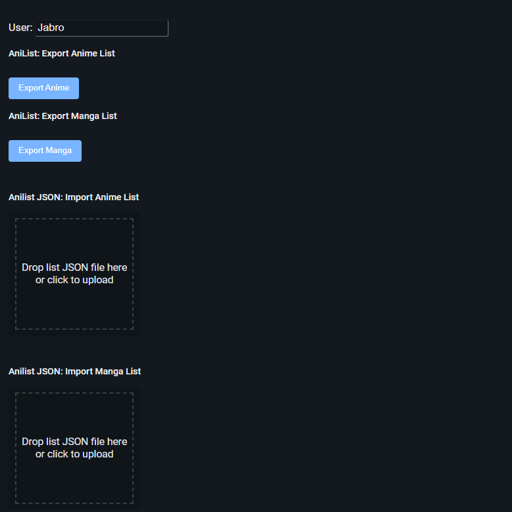 User: Jabro
AniList: Export Anime List
Export Anime
AniList: Export Manga List
Export Manga
Anilist JSON: Import Anime List
Drop list JSON file here
or click to upload
Anilist JSON: Import Manga List
Drop list JSON file here
or click to upload